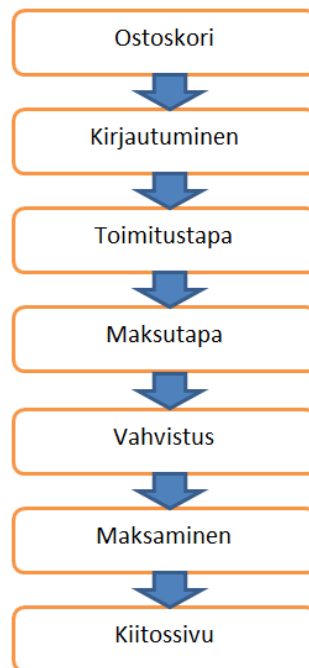 Ostoskori
Kirjautuminen
Toimitustapa
Maksutapa
Vahvistus
Maksaminen
Kiitossivu